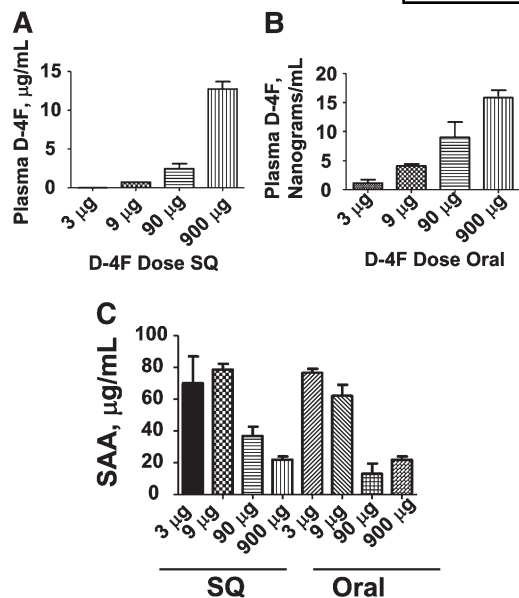 A
Plasma D-4F, μg/mL
15
10
5
0
3 μg
9 μg
90 μg
900 μg
D-4F Dose SQ
B
Plasma D-4F,
Nanograms/mL
20
15
10
5
0
3 μg
9 μg
90 μg
900 μg
D-4F Dose Oral
C
SAA, μg/mL
100
80
60
40
20
0
3 μg
9 μg
90 μg
900 μg
3 μg
9 μg
90 μg
900 μg
SQ
Oral